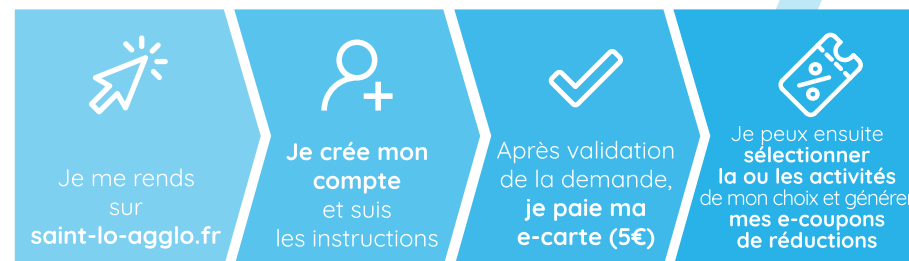 Je me rends
sur
saint-lo-agglo.fr
Je crée mon
compte
et suis
les instructions
Après validation
de la demande,
je paie ma
e-carte (5€)
Je peux ensuite
sélectionner
la ou les activités
de mon choix et générer
mes e-coupons
de réductions